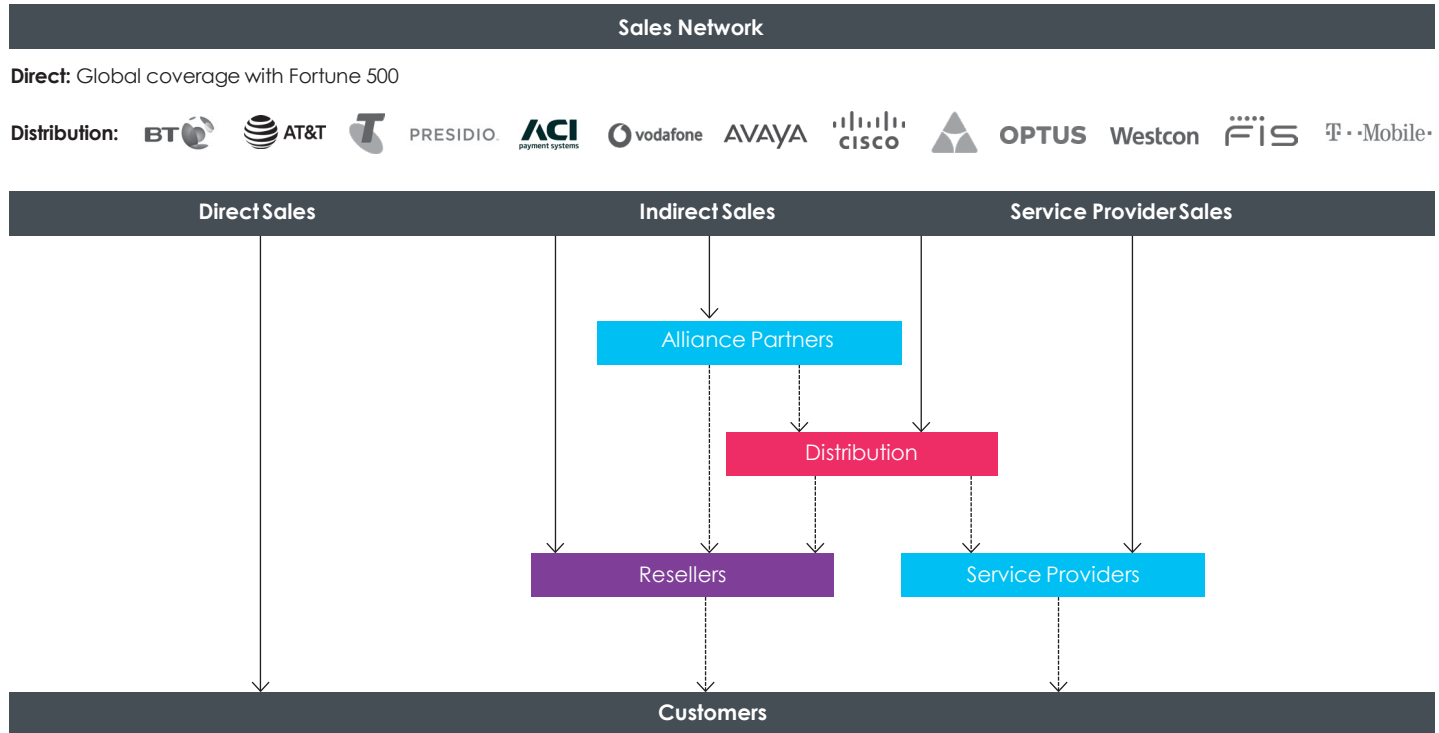 Sales Network
Direct: Global coverage with Fortune 500
Distribution: BT AT&T T PRESIDIO. ACI payment systems vodafone AVAYA CISCO OPTUS Westcon FIS T··Mobile·
Direct Sales Indirect Sales Service Provider Sales
Alliance Partners
Distribution
Resellers Service Providers
Customers